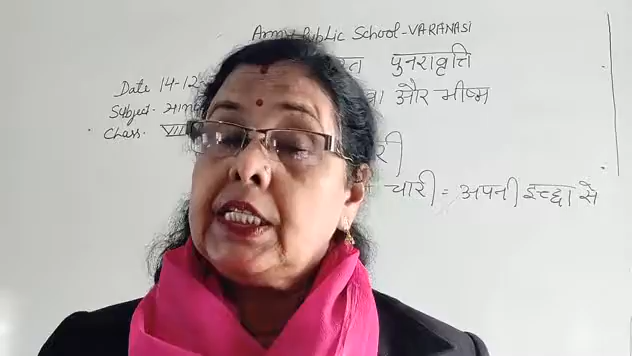 Army Public School-VARANASI
पुनरावृत्ति
Date 14-12
Subject-
और भीष्म
Class. VIII
री
चारी = अपनी इच्छा से